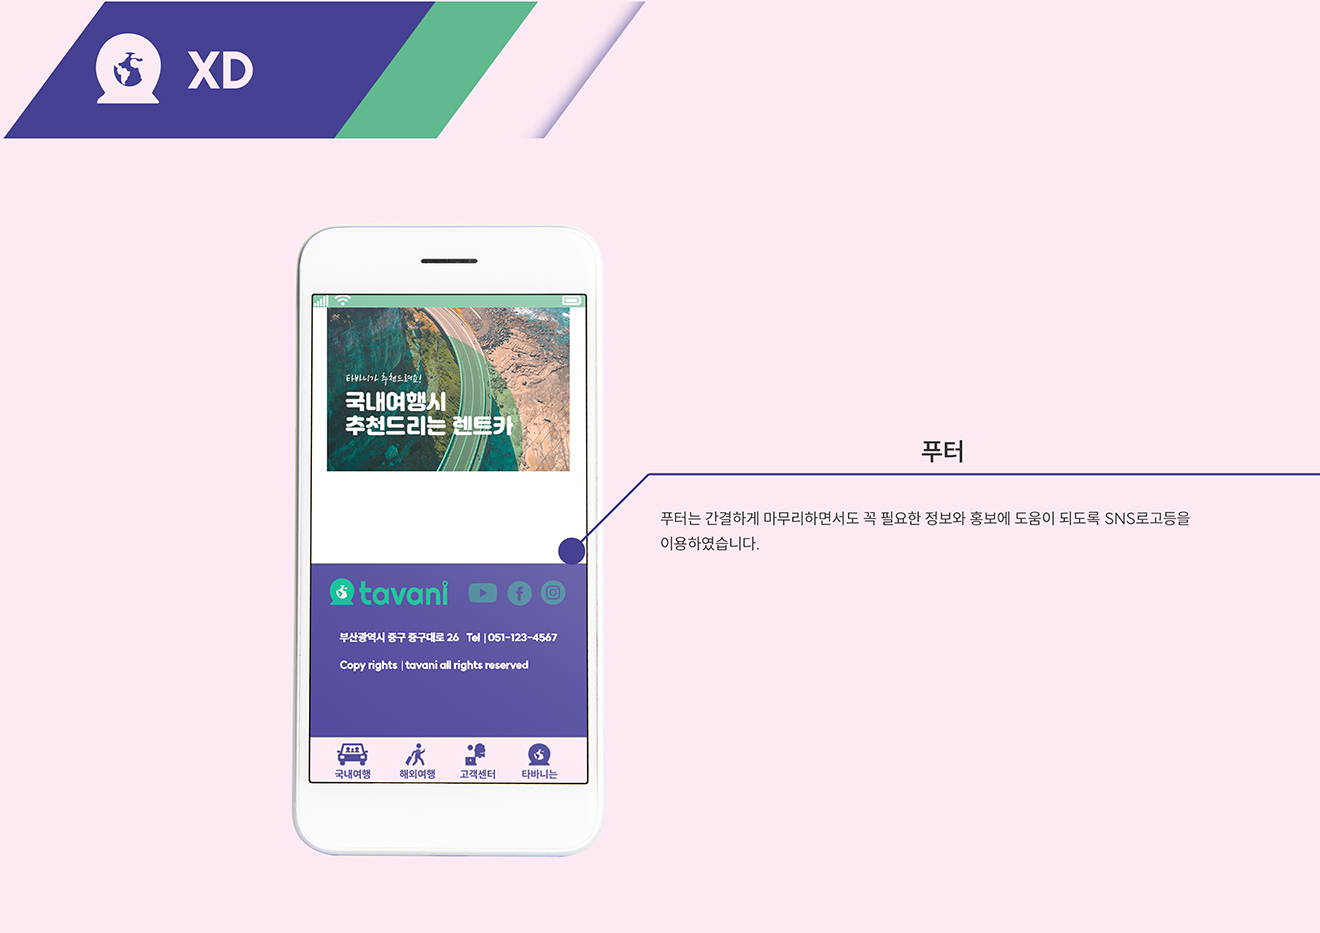 XD
타바니가 추천드려요!
국내여행시
추천드리는 렌트카
푸터
푸터는 간결하게 마무리하면서도 꼭 필요한 정보와 홍보에 도움이 되도록 SNS로고등을
이용하였습니다.
tavani
부산광역시 중구 중구대로 26 Tel | 051-123-4567
Copy rights | tavani all rights reserved
국내여행 해외여행 고객센터 타바니는